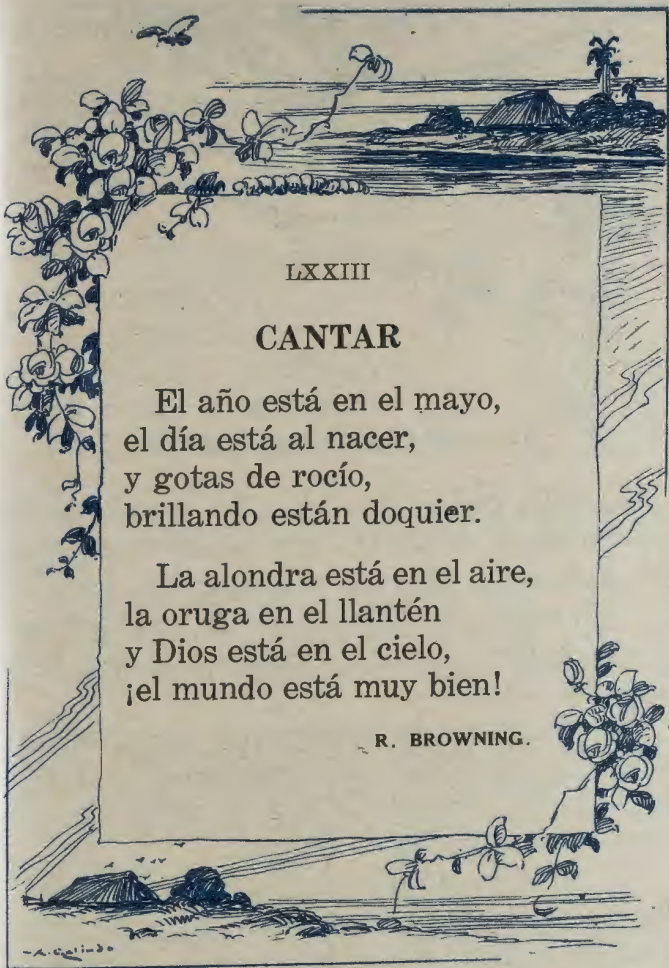 LXXIII
CANTAR
El año está en el mayo,
el día está al nacer,
y gotas de rocío,
brillando están doquier.
La alondra está en el aire,
la oruga en el llantén
y Dios está en el cielo,
¡el mundo está muy bien!
R. BROWNING.
A. Galindo